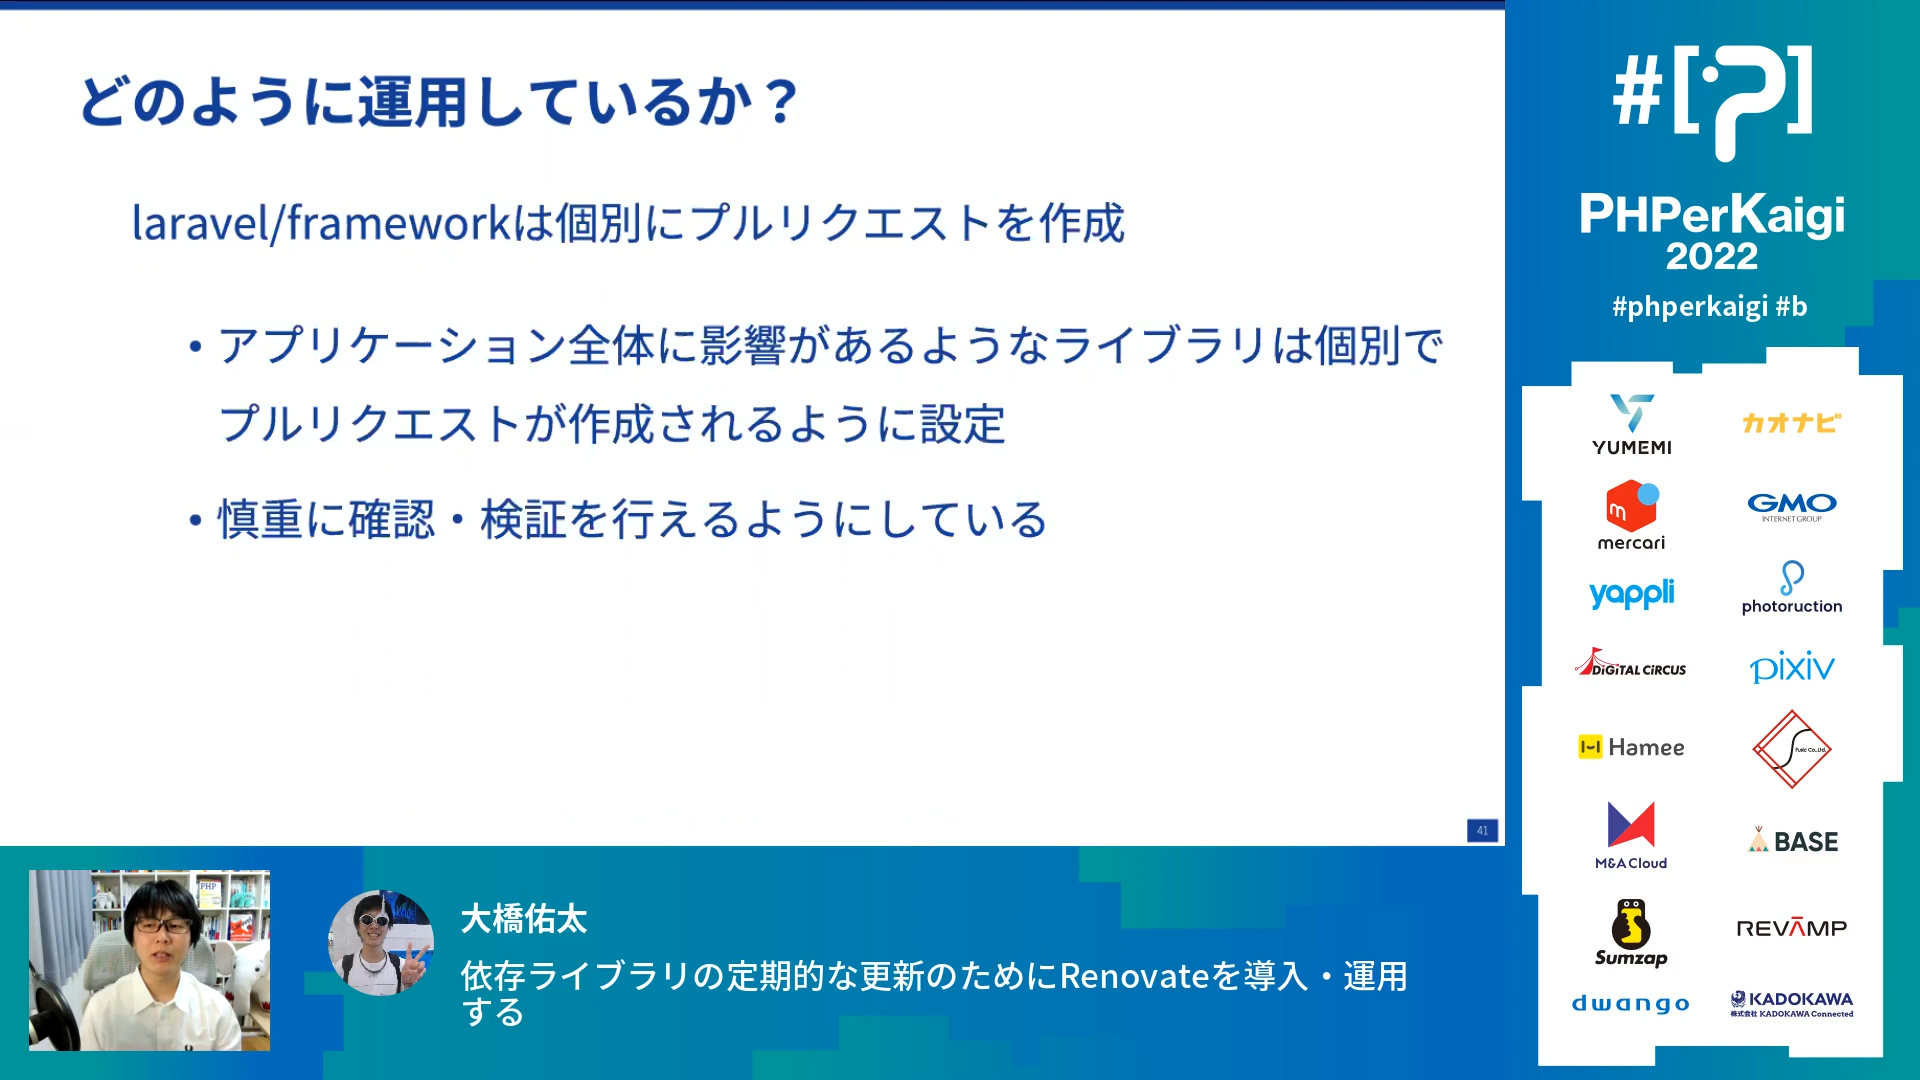 どのように運用しているか？
laravel/frameworkは個別にプルリクエストを作成
• アプリケーション全体に影響があるようなライブラリは個別で
プルリクエストが作成されるように設定
• 慎重に確認・検証を行えるようにしている
41
#[P]
PHPerKaigi
2022
#phperkaigi #b
YUMEMI
カオナビ
mercari
GMO
INTERNET GROUP
yappli
photoruction
DiGiTAL CiRCUS
pixiv
Hamee
Fusic Co.,Ltd.
M&A Cloud
BASE
Sumzap
REVAMP
dwango
KADOKAWA
株式会社 KADOKAWA Connected
PHP
大橋佑太
依存ライブラリの定期的な更新のためにRenovateを導入・運用
する